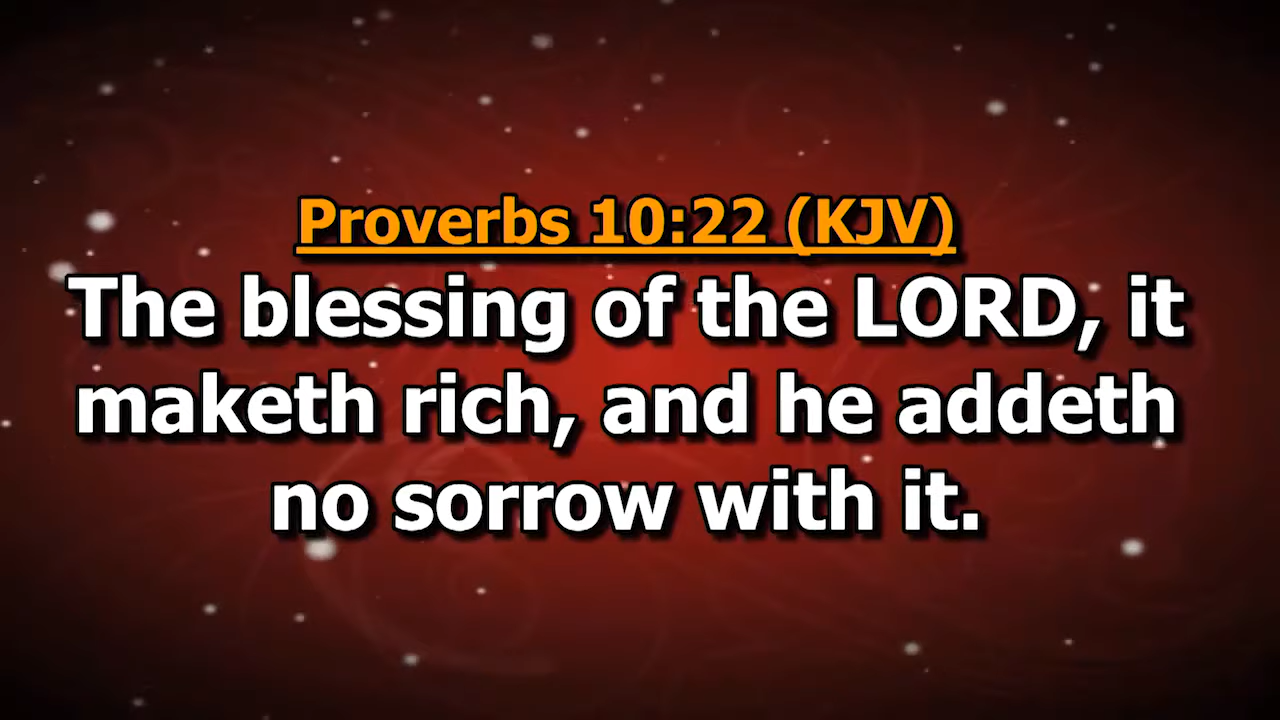 Proverbs 10:22 (KJV)
The blessing of the LORD, it
maketh rich, and he addeth
no sorrow with it.